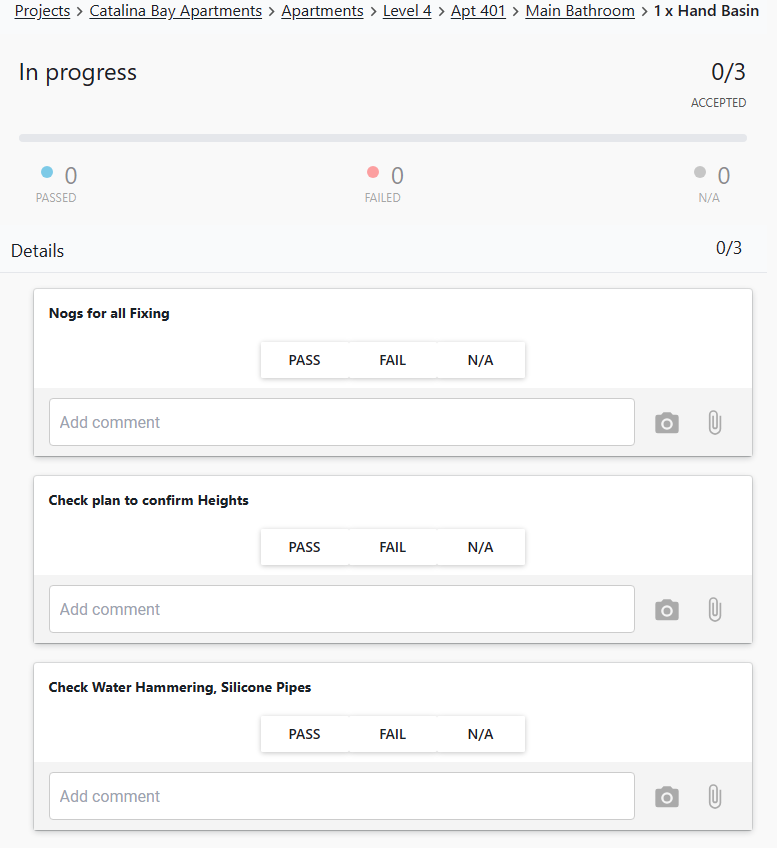 Projects > Catalina Bay Apartments > Apartments > Level 4 > Apt 401 > Main Bathroom > 1 x Hand Basin
In progress 0/3
ACCEPTED
0 0 0
PASSED FAILED N/A
Details 0/3
Nogs for all Fixing
PASS FAIL N/A
Add comment
Check plan to confirm Heights
PASS FAIL N/A
Add comment
Check Water Hammering, Silicone Pipes
PASS FAIL N/A
Add comment